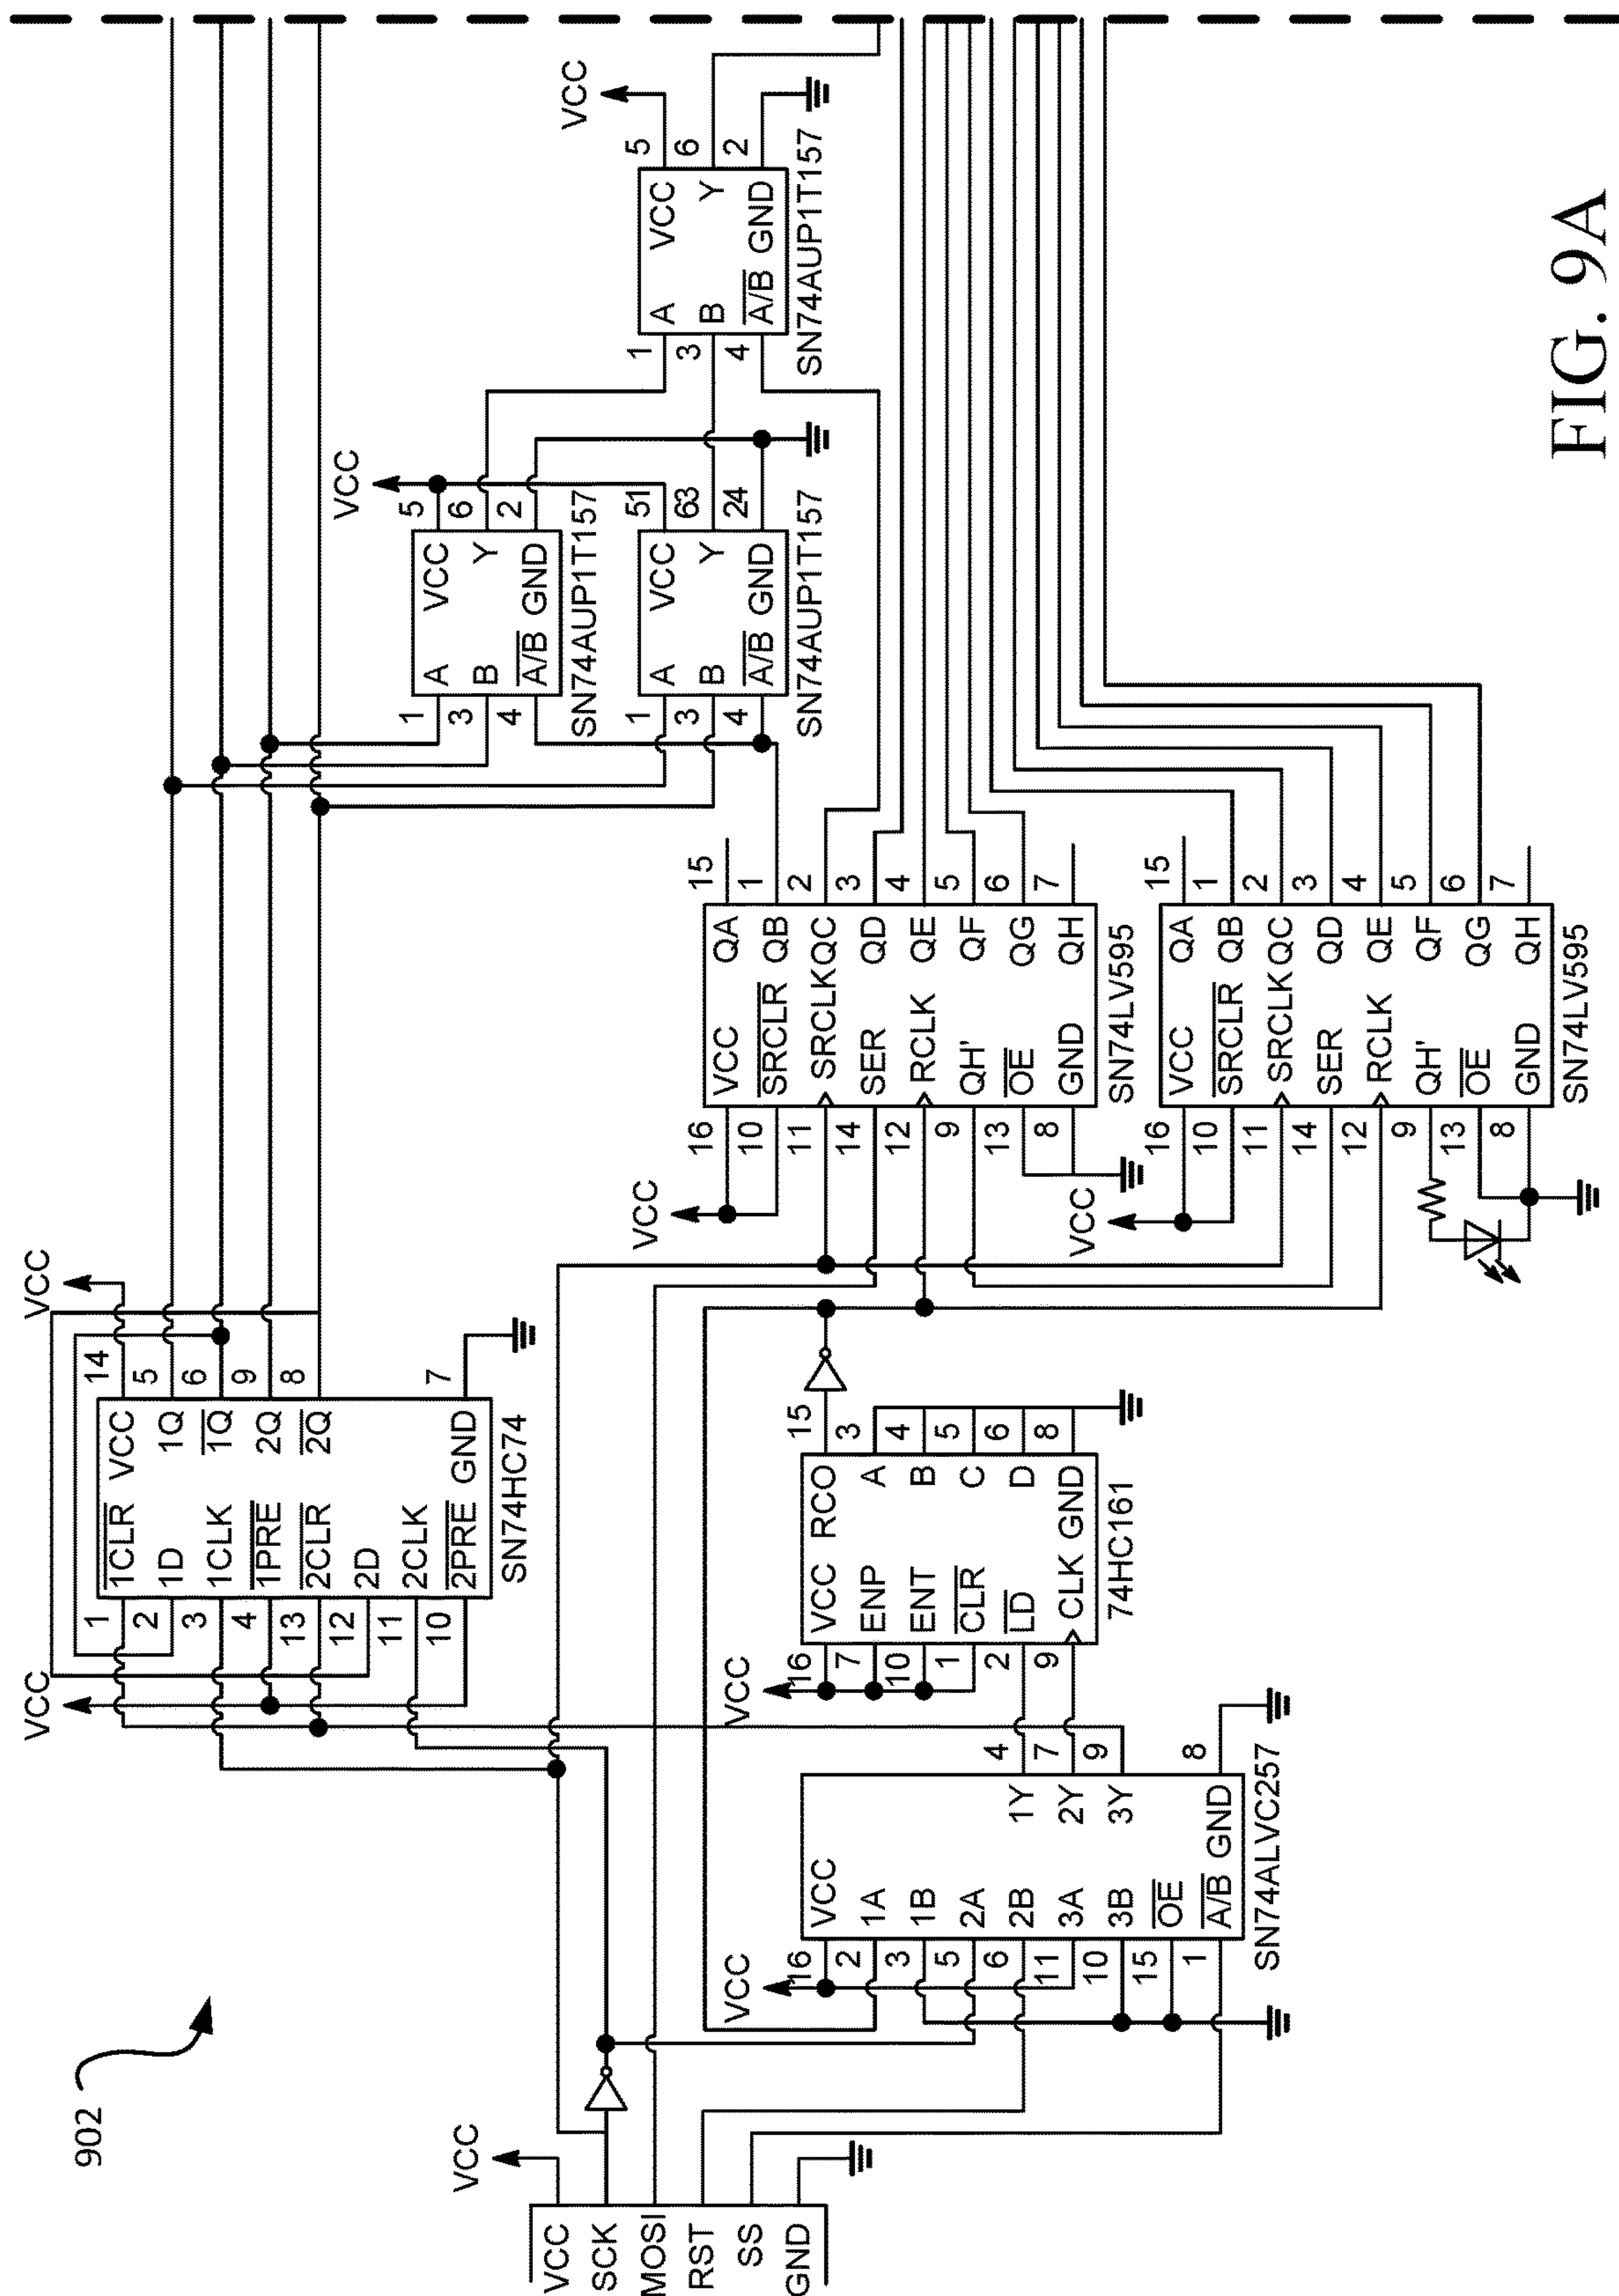 902
VCC
SCK
MOSI
RST
SS
GND
VCC
VCC
16
2
3
5
6
11
10
15
1
VCC
1A
1B
2A
2B
3A
3B
OE
A/B GND
1Y
2Y
3Y
4
7
9
8
SN74ALVC257
VCC
16
7
10
1
2
9
VCC RCO
ENP A
ENT B
CLR C
LD D
CLK GND
15
3
4
5
6
8
74HC161
VCC
1
2
3
4
13
12
11
10
1CLR VCC
1D 1Q
1CLK 1Q
1PRE 2Q
2CLR 2Q
2D
2CLK
2PRE GND
14
5
6
9
8
7
VCC
SN74HC74
VCC
16
10
11
14
12
9
13
8
VCC QA
SRCLR QB
SRCLK QC
SER QD
RCLK QE
QH' QF
OE QG
GND QH
15
1
2
3
4
5
6
7
SN74LV595
VCC
16
10
11
14
12
9
13
8
VCC QA
SRCLR QB
SRCLK QC
SER QD
RCLK QE
QH' QF
OE QG
GND QH
15
1
2
3
4
5
6
7
SN74LV595
1
3
4
A VCC
B Y
A/B GND
5
6
2
VCC
SN74AUP1T157
1
3
4
A VCC
B Y
A/B GND
51
63
24
SN74AUP1T157
1
3
4
A VCC
B Y
A/B GND
5
6
2
VCC
SN74AUP1T157
FIG. 9A